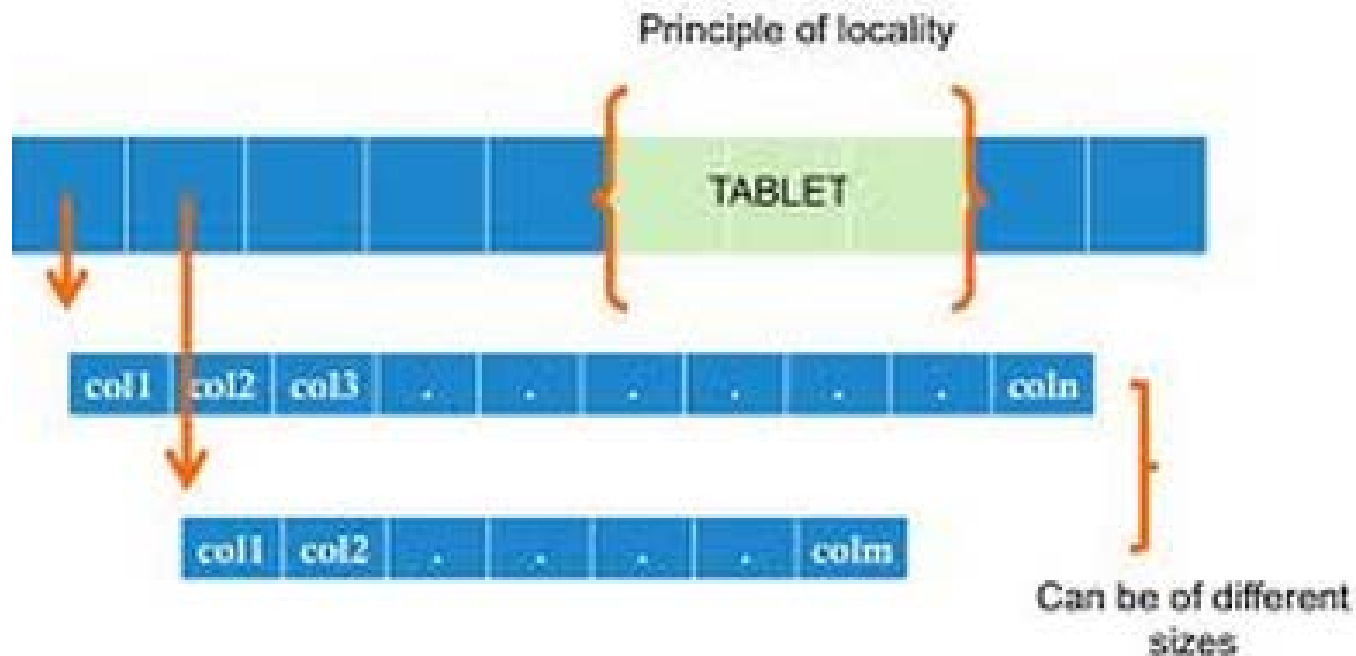 Principle of locality
TABLET
col1 col2 col3 . . . . . . coln
col1 col2 . . . . colm
Can be of different
sizes